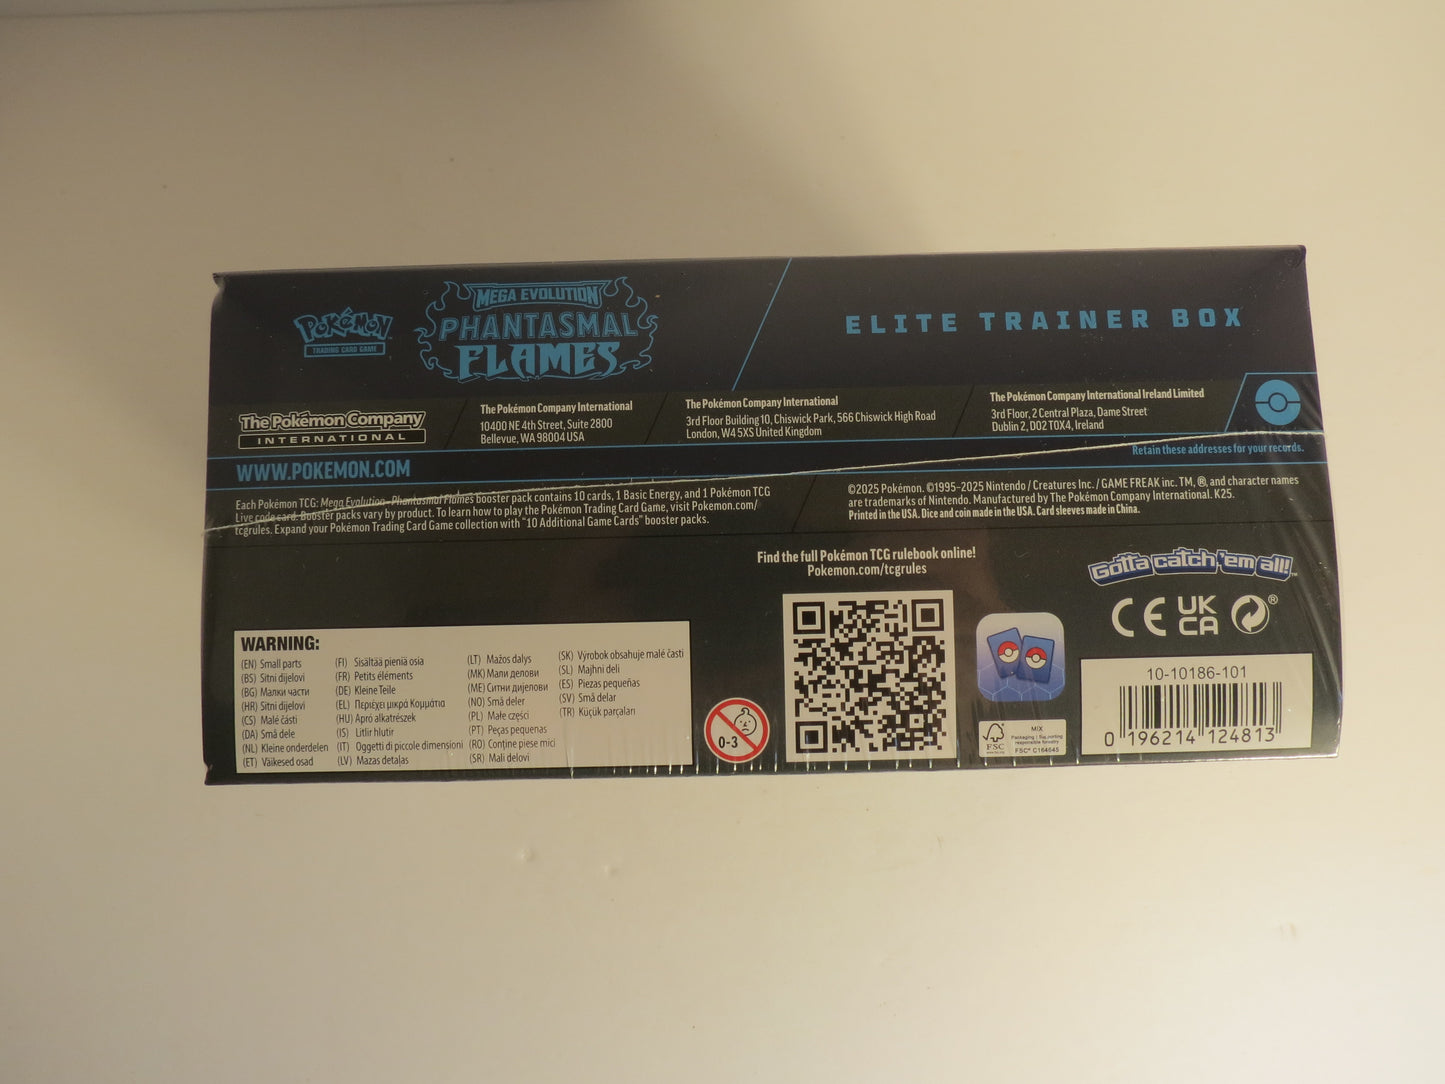 POKéMON
TRADING CARD GAME
MEGA EVOLUTION
PHANTASMAL
FLAMES
ELITE TRAINER BOX
The Pokémon Company
INTERNATIONAL
The Pokémon Company International
10400 NE 4th Street, Suite 2800
Bellevue, WA 98004 USA
The Pokémon Company International
3rd Floor Building 10, Chiswick Park, 566 Chiswick High Road
London, W4 5XS United Kingdom
The Pokémon Company International Ireland Limited
3rd Floor, 2 Central Plaza, Dame Street
Dublin 2, D02 T0X4, Ireland
Retain these addresses for your records.
WWW.POKEMON.COM
Each Pokémon TCG: Mega Evolution - Phantasmal Flames booster pack contains 10 cards, 1 Basic Energy, and 1 Pokémon TCG
Live code card. Booster packs vary by product. To learn how to play the Pokémon Trading Card Game, visit Pokemon.com/
tcgrules. Expand your Pokémon Trading Card Game collection with "10 Additional Game Cards" booster packs.
©2025 Pokémon. ©1995-2025 Nintendo / Creatures Inc. / GAME FREAK inc. TM, ®, and character names
are trademarks of Nintendo. Manufactured by The Pokémon Company International. K25.
Printed in the USA. Dice and coin made in the USA. Card sleeves made in China.
Find the full Pokémon TCG rulebook online!
Pokemon.com/tcgrules
Gotta catch 'em all!™
CE UK CA ®
WARNING:
(EN) Small parts
(BS) Sitni dijelovi
(BG) Малки части
(HR) Sitni dijelovi
(CS) Malé části
(DA) Små dele
(NL) Kleine onderdelen
(ET) Väikesed osad
(FI) Sisältää pieniä osia
(FR) Petits éléments
(DE) Kleine Teile
(EL) Περιέχει μικρά Κομμάτια
(HU) Apró alkatrészek
(IS) Litlir hlutir
(IT) Oggetti di piccole dimensioni
(LV) Mazas detaļas
(LT) Mažos dalys
(MK) Мали делови
(ME) Ситни дијелови
(NO) Små deler
(PL) Małe części
(PT) Peças pequenas
(RO) Conține piese mici
(SR) Mali delovi
(SK) Výrobok obsahuje malé časti
(SL) Majhni deli
(ES) Piezas pequeñas
(SV) Små delar
(TR) Küçük parçaları
0-3
FSC
MIX
Packaging | Supporting
responsible forestry
FSC® C164645
10-10186-101
0 196214 124813